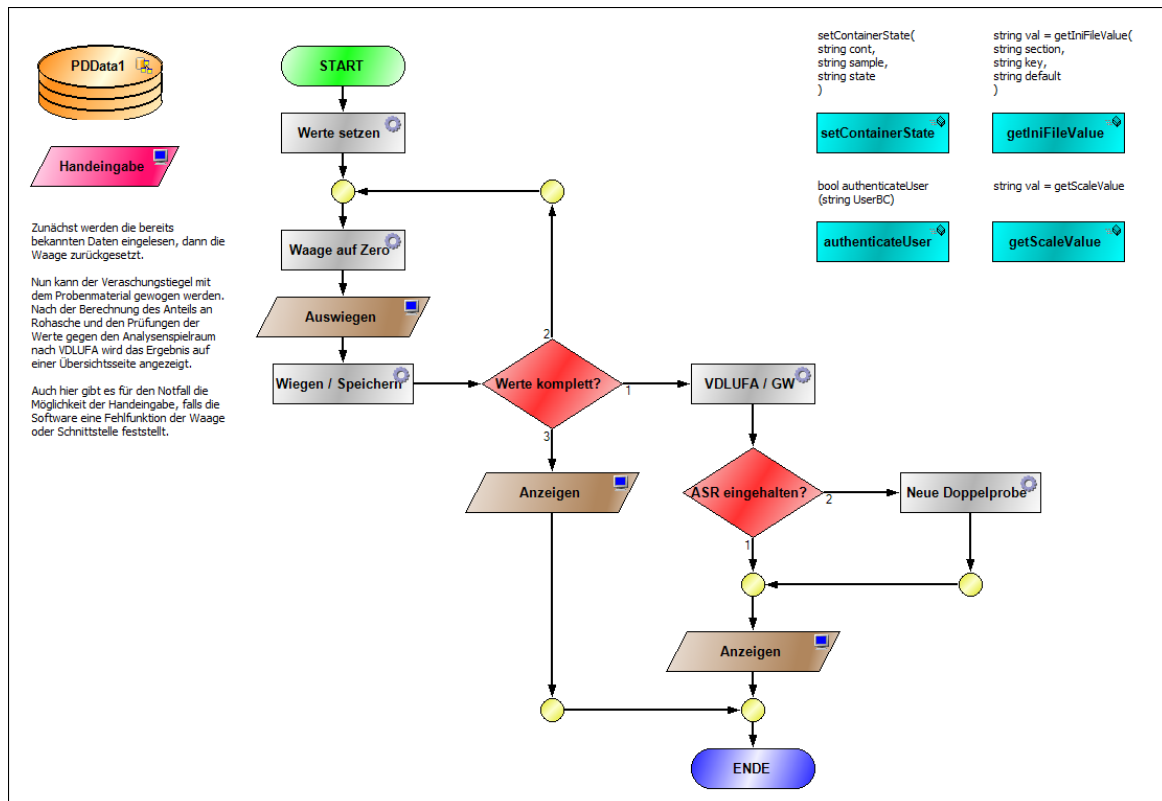 PDData1
Handeingabe
Zunächst werden die bereits
bekannten Daten eingelesen, dann die
Waage zurückgesetzt.
Nun kann der Veraschungstiegel mit
dem Probenmaterial gewogen werden.
Nach der Berechnung des Anteils an
Rohasche und den Prüfungen der
Werte gegen den Analysenspielraum
nach VDLUFA wird das Ergebnis auf
einer Übersichtsseite angezeigt.
Auch hier gibt es für den Notfall die
Möglichkeit der Handeingabe, falls die
Software eine Fehlfunktion der Waage
oder Schnittstelle feststellt.
START
Werte setzen
Waage auf Zero
Auswiegen
Wiegen / Speichern
Werte komplett?
2
1
3
Anzeigen
VDLUFA / GW
ASR eingehalten?
2
1
Neue Doppelprobe
Anzeigen
ENDE
setContainerState(
string cont,
string sample,
string state
)
setContainerState
string val = getIniFileValue(
string section,
string key,
string default
)
getIniFileValue
bool authenticateUser
(string UserBC)
authenticateUser
string val = getScaleValue
getScaleValue